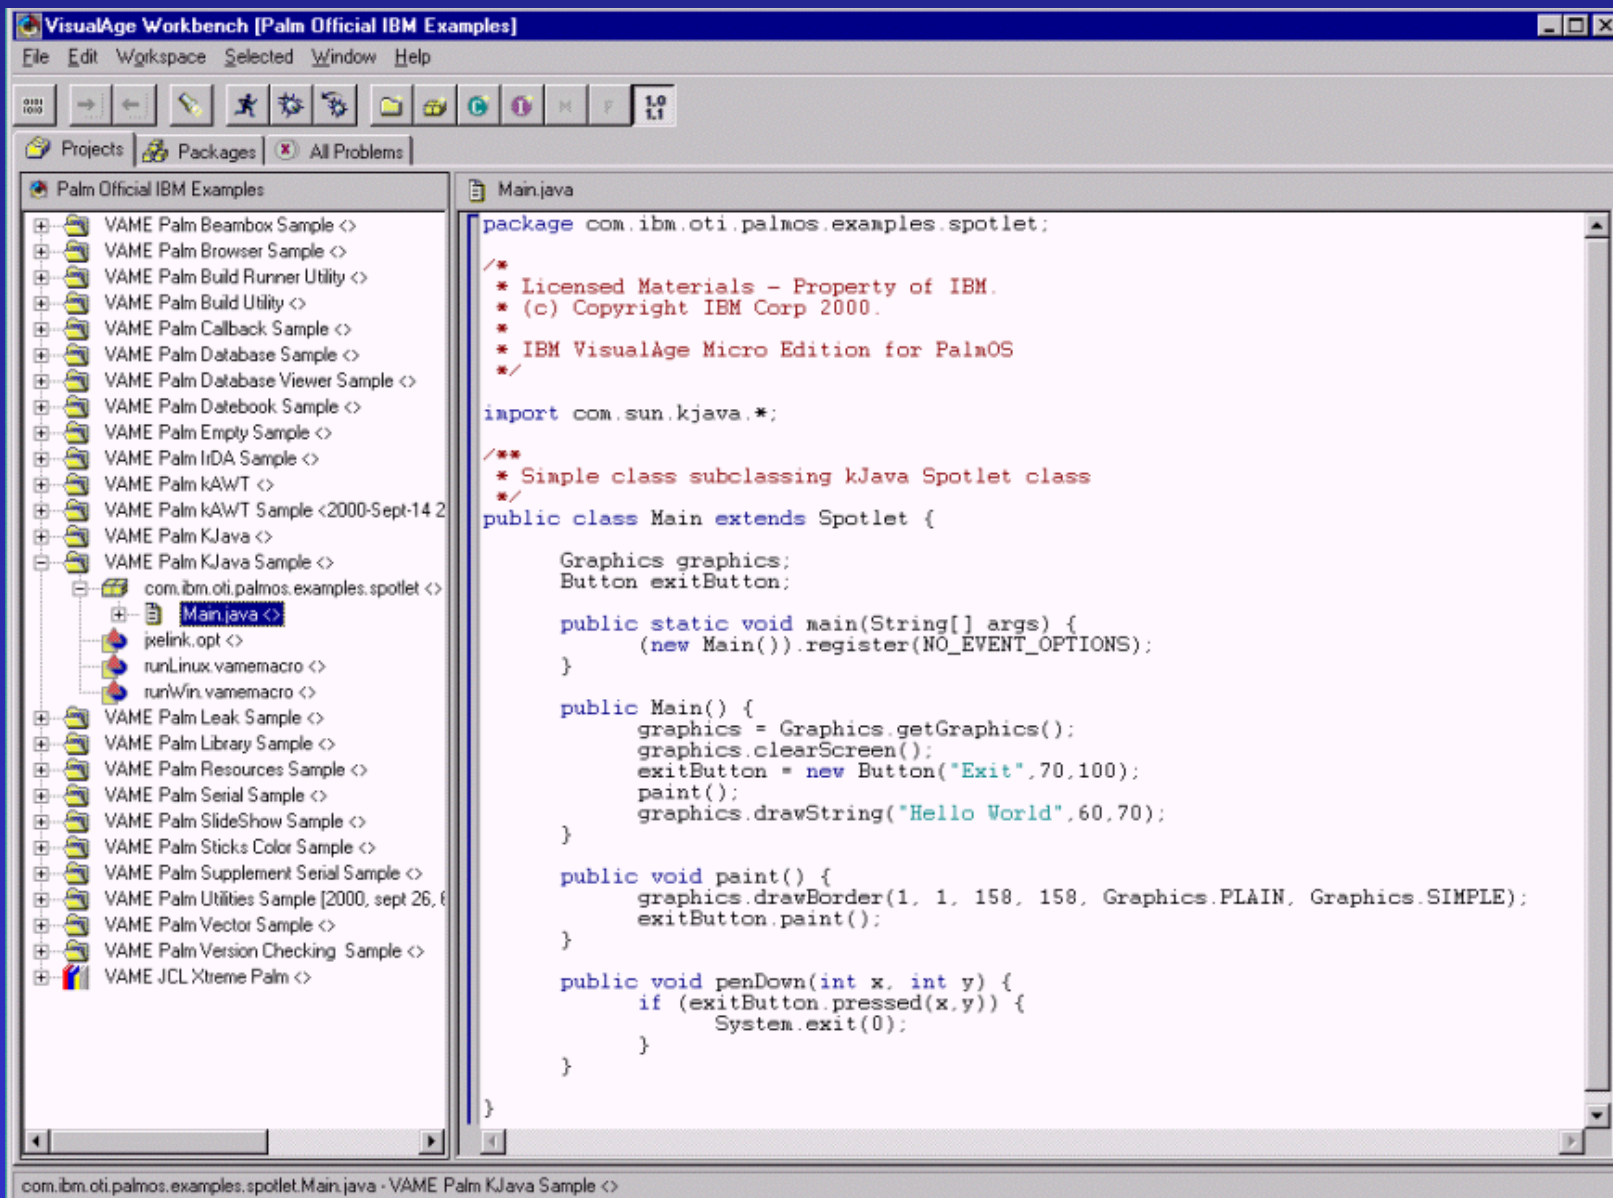 VisualAge Workbench [Palm Official IBM Examples]
File Edit Workspace Selected Window Help
0101
1010
M F 1.0
1.1
Projects Packages All Problems
Palm Official IBM Examples
VAME Palm Beambox Sample <>
VAME Palm Browser Sample <>
VAME Palm Build Runner Utility <>
VAME Palm Build Utility <>
VAME Palm Callback Sample <>
VAME Palm Database Sample <>
VAME Palm Database Viewer Sample <>
VAME Palm Datebook Sample <>
VAME Palm Empty Sample <>
VAME Palm IrDA Sample <>
VAME Palm kAWT <>
VAME Palm kAWT Sample <2000-Sept-14 2
VAME Palm KJava <>
VAME Palm KJava Sample <>
com.ibm.oti.palmos.examples.spotlet <>
Main.java <>
jxelink.opt <>
runLinux.vamemacro <>
runWin.vamemacro <>
VAME Palm Leak Sample <>
VAME Palm Library Sample <>
VAME Palm Resources Sample <>
VAME Palm Serial Sample <>
VAME Palm SlideShow Sample <>
VAME Palm Sticks Color Sample <>
VAME Palm Supplement Serial Sample <>
VAME Palm Utilities Sample [2000, sept 26,
VAME Palm Vector Sample <>
VAME Palm Version Checking  Sample <>
VAME JCL Xtreme Palm <>
Main.java
package com.ibm.oti.palmos.examples.spotlet;
/*
* Licensed Materials - Property of IBM.
* (c) Copyright IBM Corp 2000.
*
* IBM VisualAge Micro Edition for PalmOS
*/
import com.sun.kjava.*;
/**
* Simple class subclassing kJava Spotlet class
*/
public class Main extends Spotlet {
Graphics graphics;
Button exitButton;
public static void main(String[] args) {
(new Main()).register(NO_EVENT_OPTIONS);
}
public Main() {
graphics = Graphics.getGraphics();
graphics.clearScreen();
exitButton = new Button("Exit",70,100);
paint();
graphics.drawString("Hello World",60,70);
}
public void paint() {
graphics.drawBorder(1, 1, 158, 158, Graphics.PLAIN, Graphics.SIMPLE);
exitButton.paint();
}
public void penDown(int x, int y) {
if (exitButton.pressed(x,y)) {
System.exit(0);
}
}
}
com.ibm.oti.palmos.examples.spotlet.Main.java - VAME Palm KJava Sample <>